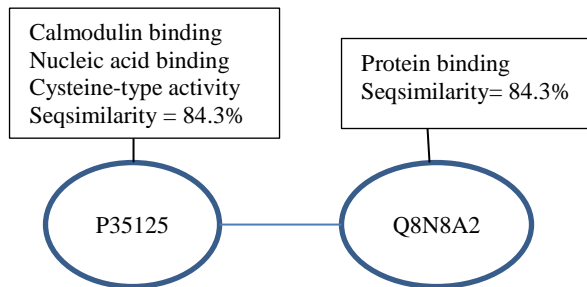 Calmodulin binding
Nucleic acid binding
Cysteine-type activity
Seqsimilarity = 84.3%
Protein binding
Seqsimilarity= 84.3%
P35125
Q8N8A2